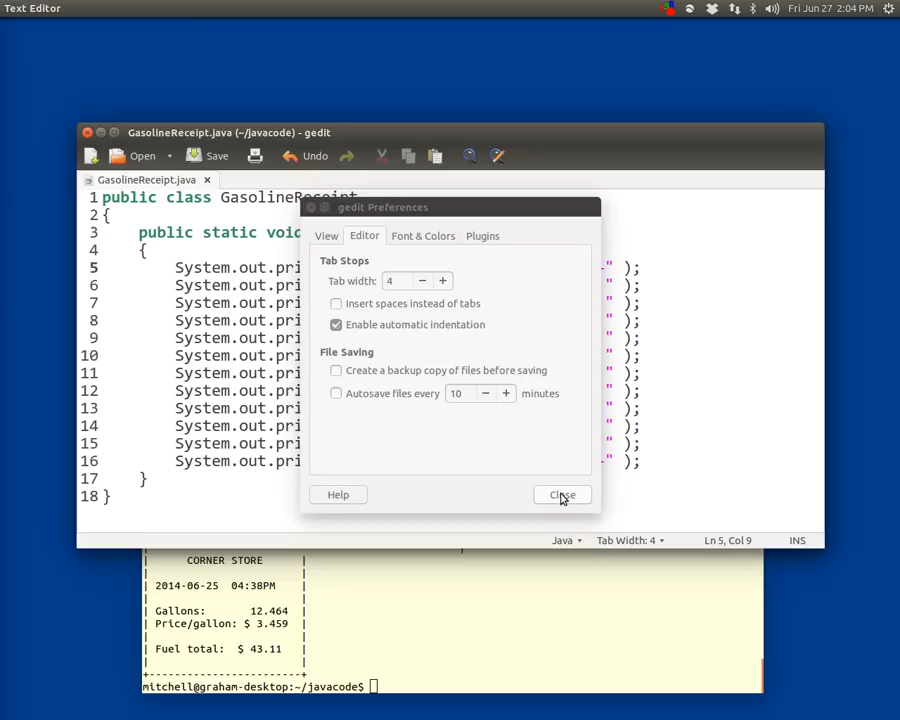 Text Editor
Fri Jun 27 2:04 PM
GasolineReceipt.java (~/javacode) - gedit
Open
Save
Undo
GasolineReceipt.java ×
1 public class GasolineReceipt
2 {
3 public static void
4 {
5 System.out.pri " );
6 System.out.pri " );
7 System.out.pri " );
8 System.out.pri " );
9 System.out.pri " );
10 System.out.pri " );
11 System.out.pri " );
12 System.out.pri " );
13 System.out.pri " );
14 System.out.pri " );
15 System.out.pri " );
16 System.out.pri " );
17 }
18 }
gedit Preferences
View Editor Font & Colors Plugins
Tab Stops
Tab width: 4 − +
Insert spaces instead of tabs
Enable automatic indentation
File Saving
Create a backup copy of files before saving
Autosave files every 10 − + minutes
Help
Close
Java Tab Width: 4 Ln 5, Col 9 INS
| CORNER STORE |
| |
| 2014-06-25 04:38PM |
| |
| Gallons: 12.464 |
| Price/gallon: $ 3.459 |
| |
| Fuel total: $ 43.11 |
| |
+------------------------+
mitchell@graham-desktop:~/javacode$